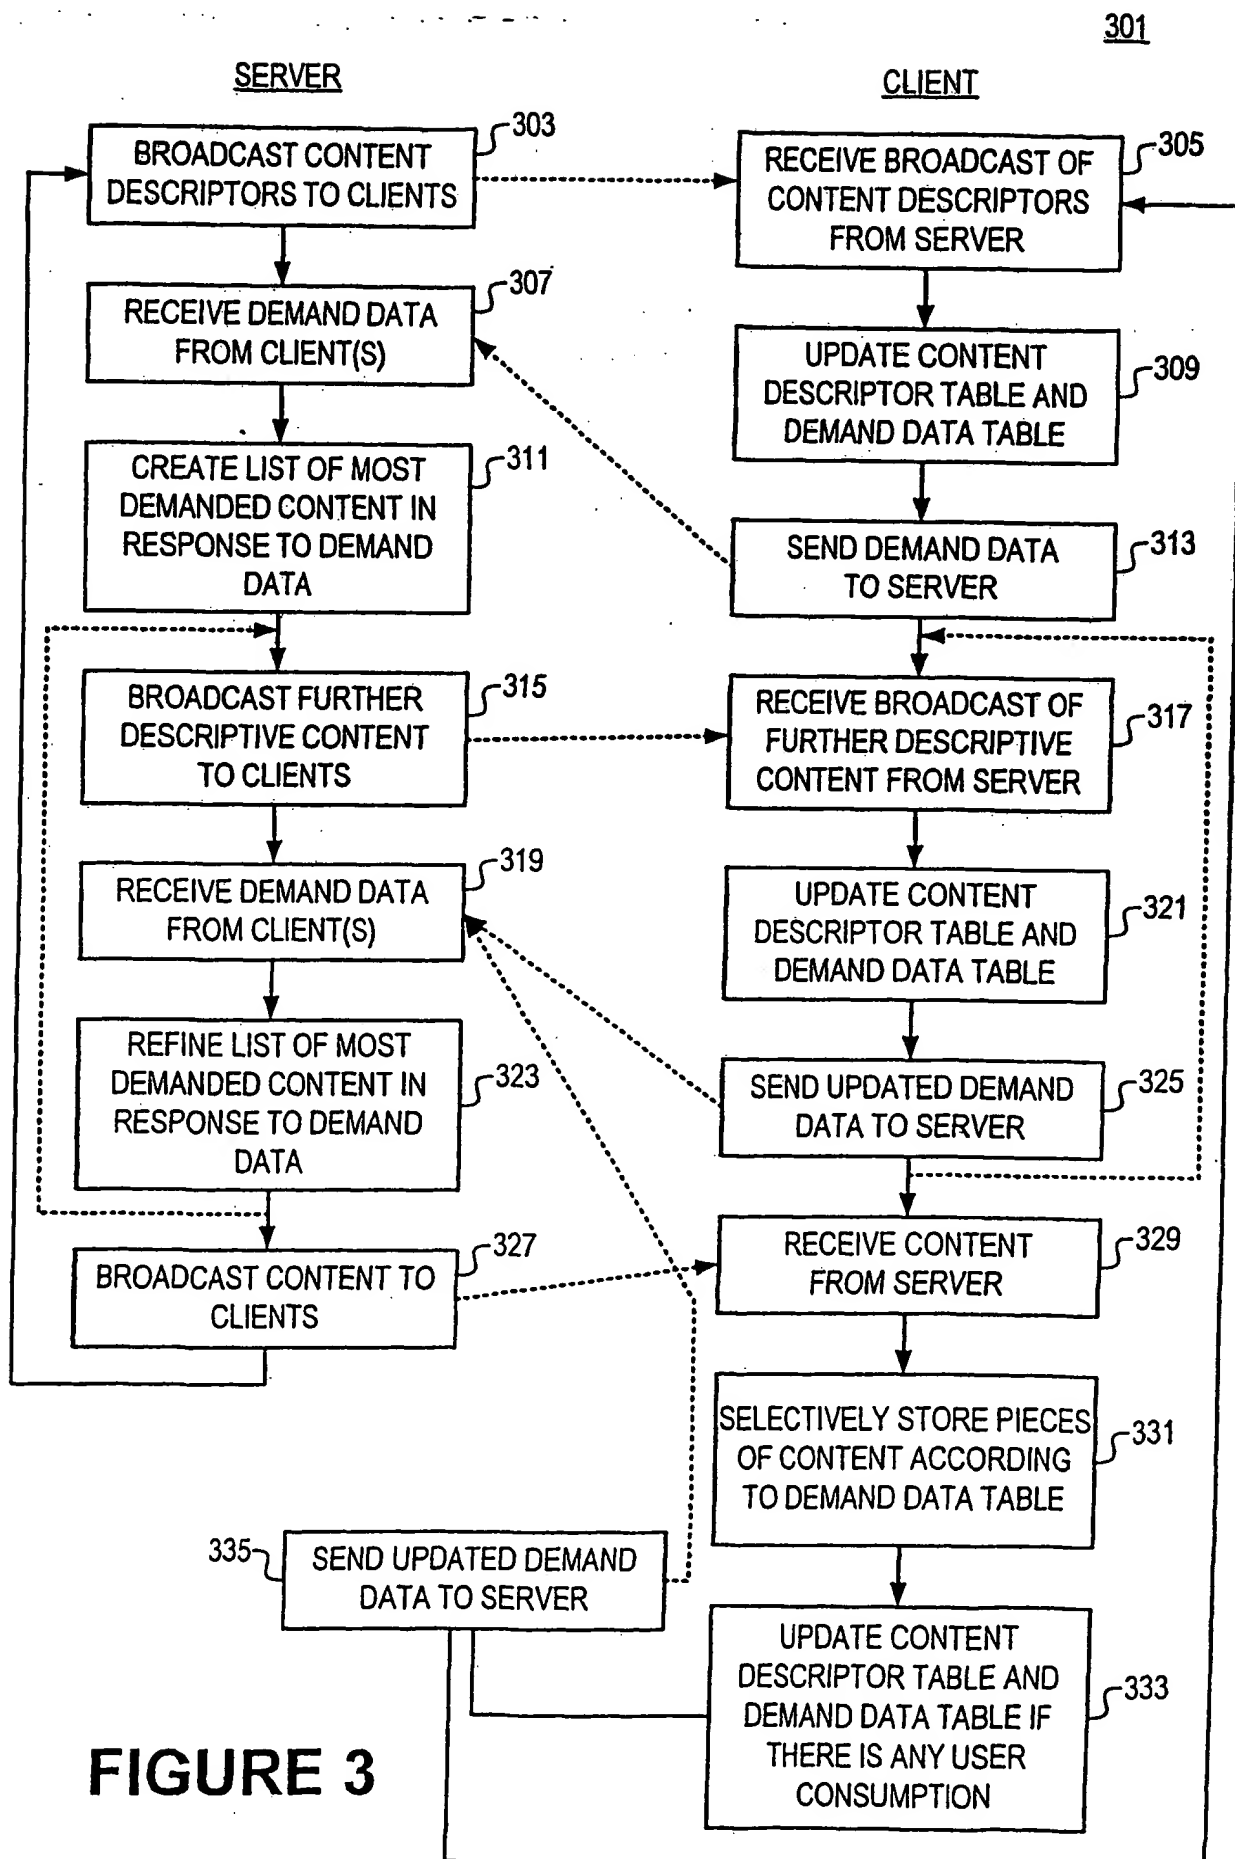 301
SERVER
CLIENT
303
BROADCAST CONTENT
DESCRIPTORS TO CLIENTS
305
RECEIVE BROADCAST OF
CONTENT DESCRIPTORS
FROM SERVER
307
RECEIVE DEMAND DATA
FROM CLIENT(S)
309
UPDATE CONTENT
DESCRIPTOR TABLE AND
DEMAND DATA TABLE
311
CREATE LIST OF MOST
DEMANDED CONTENT IN
RESPONSE TO DEMAND
DATA
313
SEND DEMAND DATA
TO SERVER
315
BROADCAST FURTHER
DESCRIPTIVE CONTENT
TO CLIENTS
317
RECEIVE BROADCAST OF
FURTHER DESCRIPTIVE
CONTENT FROM SERVER
319
RECEIVE DEMAND DATA
FROM CLIENT(S)
321
UPDATE CONTENT
DESCRIPTOR TABLE AND
DEMAND DATA TABLE
323
REFINE LIST OF MOST
DEMANDED CONTENT IN
RESPONSE TO DEMAND
DATA
325
SEND UPDATED DEMAND
DATA TO SERVER
327
BROADCAST CONTENT TO
CLIENTS
329
RECEIVE CONTENT
FROM SERVER
331
SELECTIVELY STORE PIECES
OF CONTENT ACCORDING
TO DEMAND DATA TABLE
335
SEND UPDATED DEMAND
DATA TO SERVER
333
UPDATE CONTENT
DESCRIPTOR TABLE AND
DEMAND DATA TABLE IF
THERE IS ANY USER
CONSUMPTION
FIGURE 3